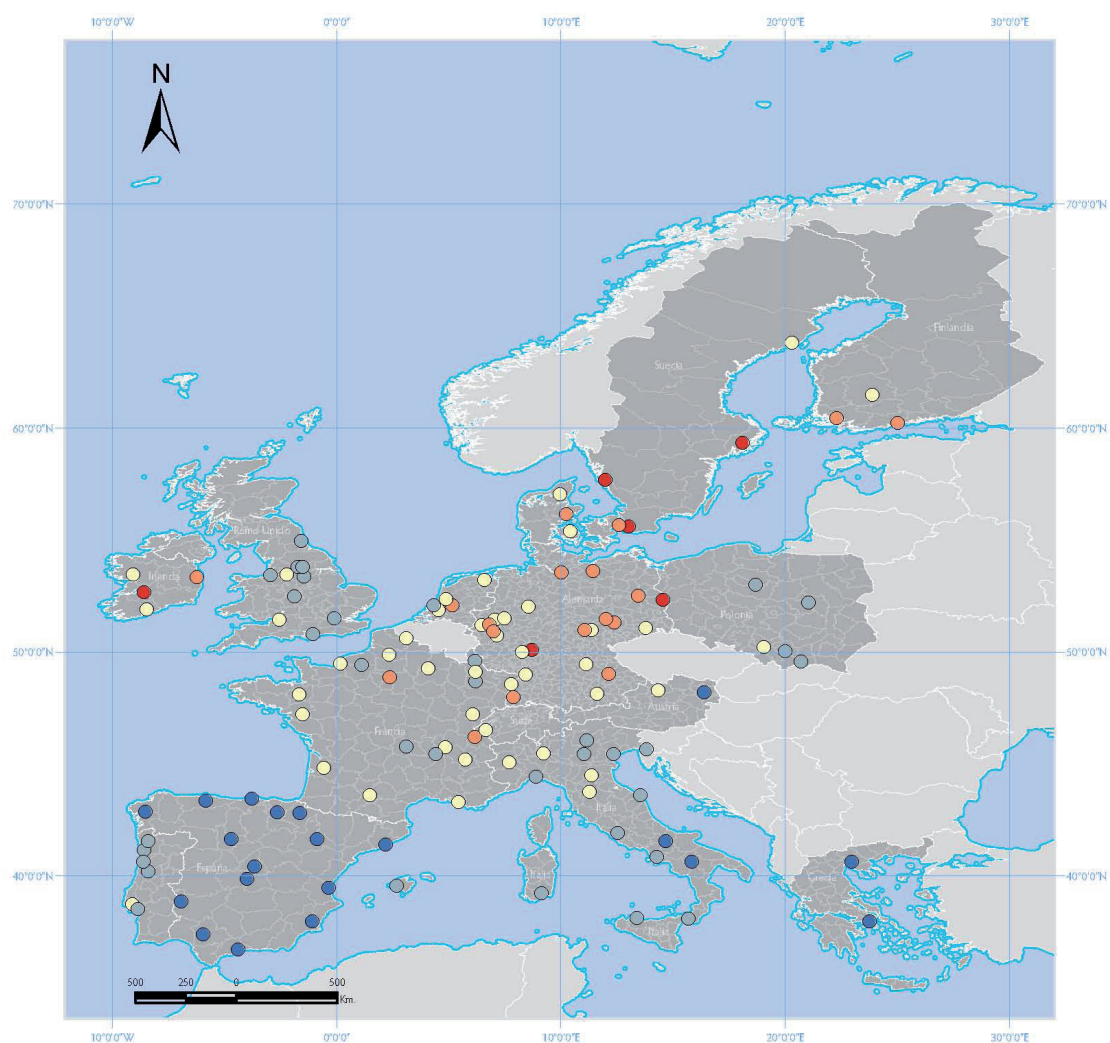 10°0'0"W 0°0'0"E 10°0'0"E 20°0'0"E 30°0'0"E
N
70°0'0"N 70°0'0"N
Finlandia
Suecia
60°0'0"N 60°0'0"N
Reino Unido
Irlanda
Alemania
Polonia
50°0'0"N 50°0'0"N
Austria
Suiza
Francia
Italia
España
Italia
Grecia
40°0'0"N 40°0'0"N
Italia
500 250 0 500
Km.
10°0'0"W 0°0'0"E 10°0'0"E 20°0'0"E 30°0'0"E